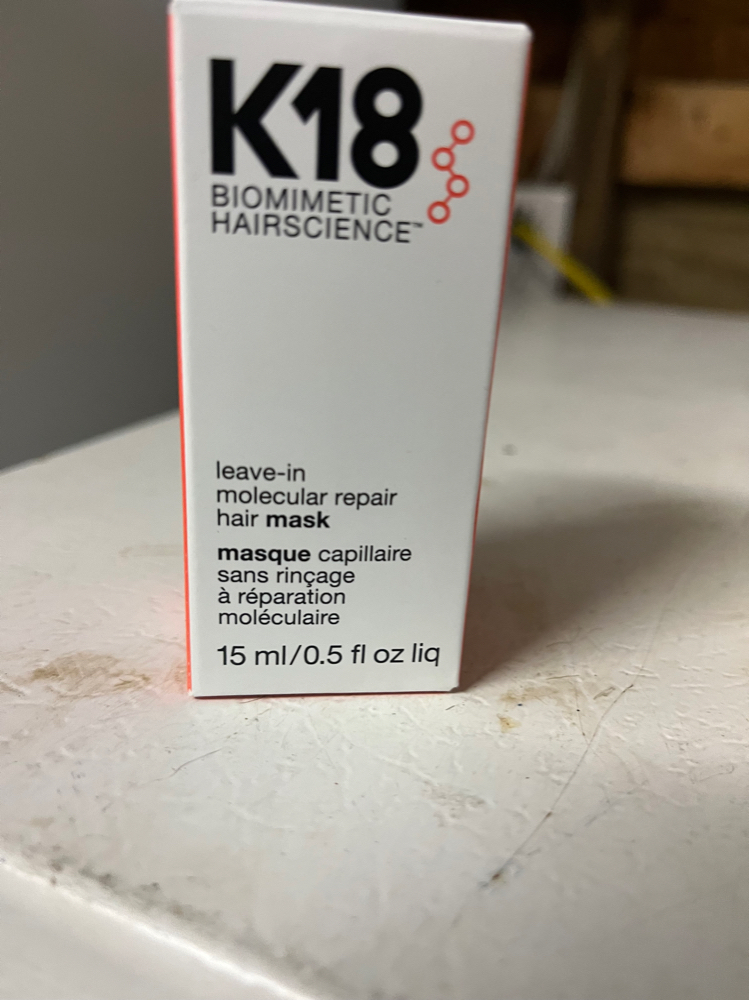 K18
BIOMIMETIC
HAIRSCIENCE™
leave-in
molecular repair
hair mask
masque capillaire
sans rinçage
à réparation
moléculaire
15 ml/0.5 fl oz liq